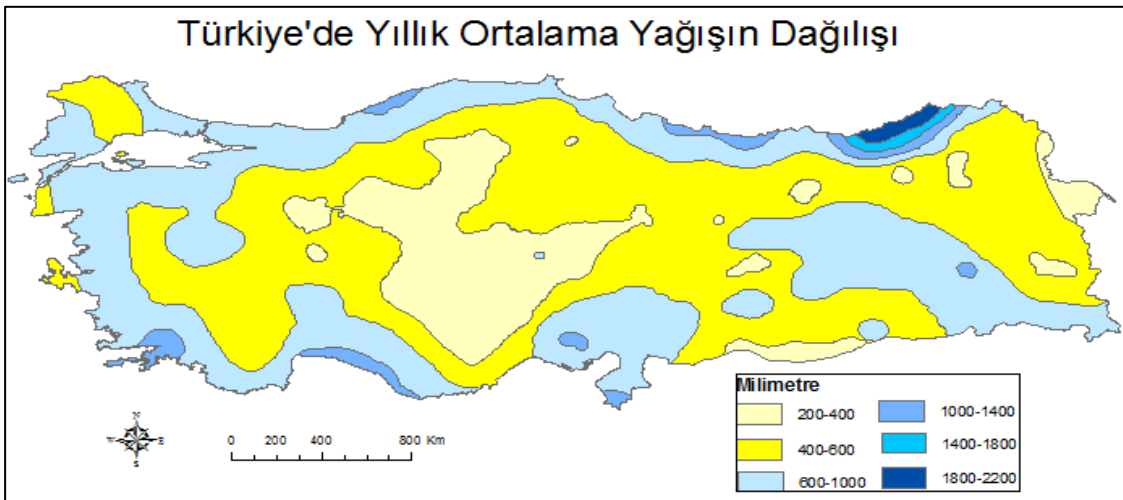 Türkiye'de Yıllık Ortalama Yağışın Dağılışı
N
W E
S
0 200 400 800 Km
Milimetre
200-400
400-600
600-1000
1000-1400
1400-1800
1800-2200